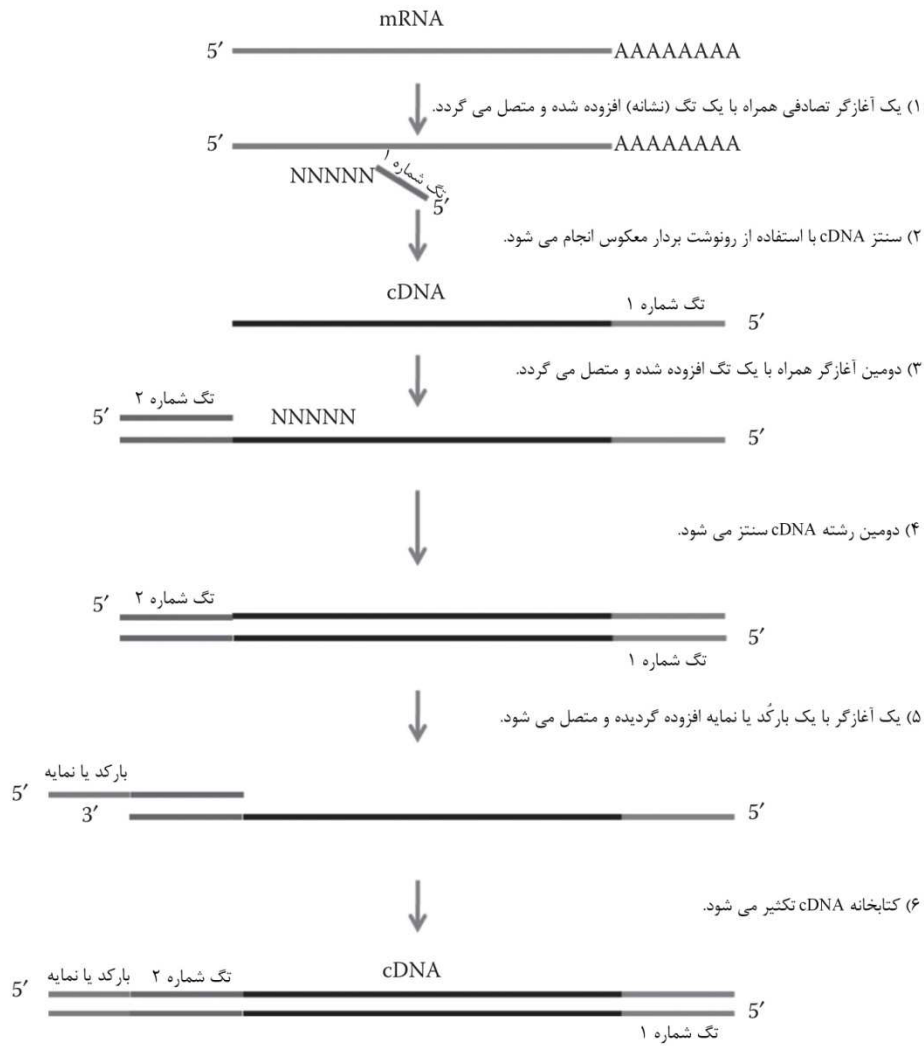 mRNA
5′ AAAAAAAA
۱) یک آغازگر تصادفی همراه با یک تگ (نشانه) افزوده شده و متصل می گردد.
5′ AAAAAAAA
NNNNN تگ شماره ۱
5′
۲) سنتز cDNA با استفاده از رونوشت بردار معکوس انجام می شود.
cDNA
تگ شماره ۱
5′
۳) دومین آغازگر همراه با یک تگ افزوده شده و متصل می گردد.
تگ شماره ۲
5′ NNNNN
5′
۴) دومین رشته cDNA سنتز می شود.
5′ تگ شماره ۲
5′
تگ شماره ۱
۵) یک آغازگر با یک بارکُد یا نمایه افزوده گردیده و متصل می شود.
بارکد یا نمایه
5′
3′ 5′
۶) کتابخانه cDNA تکثیر می شود.
بارکد یا نمایه تگ شماره ۲ cDNA
5′
5′
تگ شماره ۱